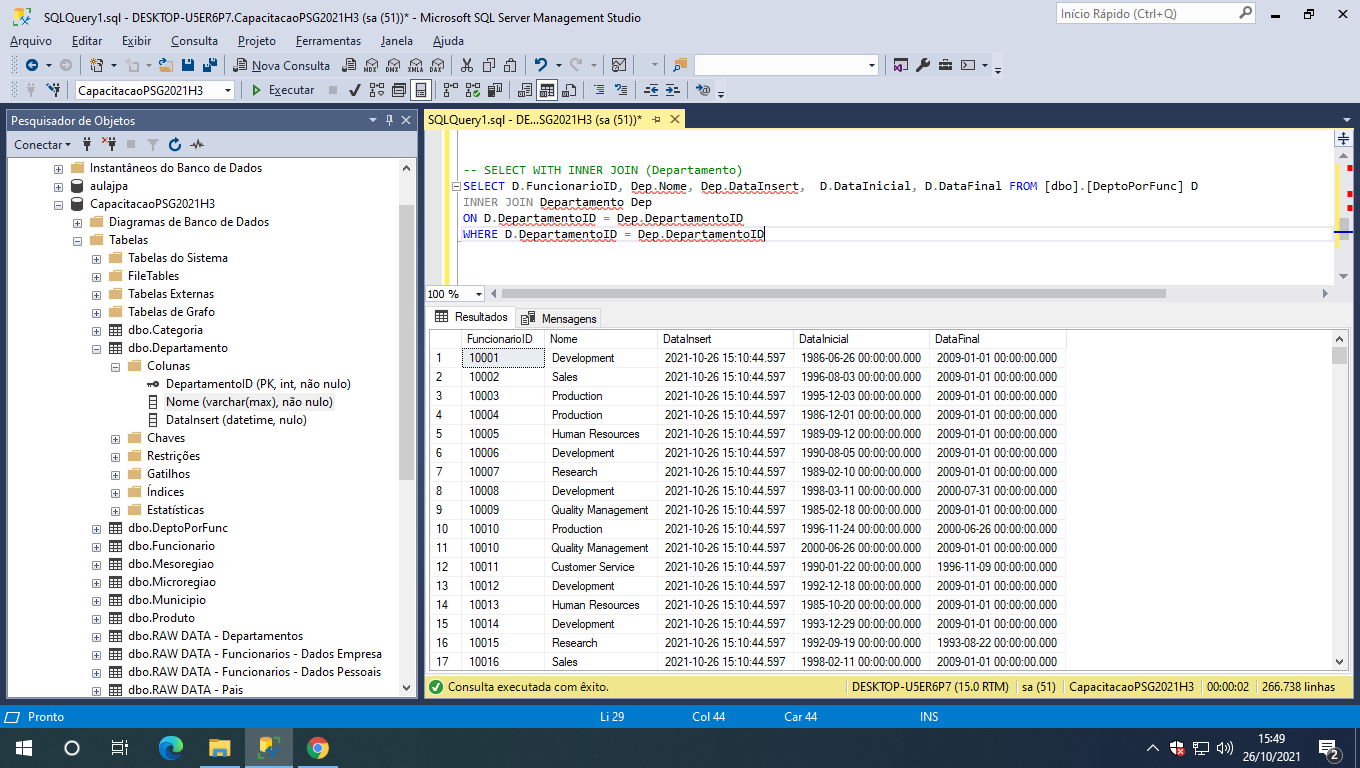 SQLQuery1.sql - DESKTOP-U5ER6P7.CapacitacaoPSG2021H3 (sa (51))* - Microsoft SQL Server Management Studio
Início Rápido (Ctrl+Q)
Arquivo Editar Exibir Consulta Projeto Ferramentas Janela Ajuda
Nova Consulta MDX DMX XMLA DAX
CapacitacaoPSG2021H3 Executar
Pesquisador de Objetos
Conectar
Instantâneos do Banco de Dados
aulajpa
CapacitacaoPSG2021H3
Diagramas de Banco de Dados
Tabelas
Tabelas do Sistema
FileTables
Tabelas Externas
Tabelas de Grafo
dbo.Categoria
dbo.Departamento
Colunas
DepartamentoID (PK, int, não nulo)
Nome (varchar(max), não nulo)
DataInsert (datetime, nulo)
Chaves
Restrições
Gatilhos
Índices
Estatísticas
dbo.DeptoPorFunc
dbo.Funcionario
dbo.Mesoregiao
dbo.Microregiao
dbo.Municipio
dbo.Produto
dbo.RAW DATA - Departamentos
dbo.RAW DATA - Funcionarios - Dados Empresa
dbo.RAW DATA - Funcionarios - Dados Pessoais
dbo.RAW DATA - Pais
SQLQuery1.sql - DE...SG2021H3 (sa (51))*
-- SELECT WITH INNER JOIN (Departamento)
SELECT D.FuncionarioID, Dep.Nome, Dep.DataInsert,  D.DataInicial, D.DataFinal FROM [dbo].[DeptoPorFunc] D
INNER JOIN Departamento Dep
ON D.DepartamentoID = Dep.DepartamentoID
WHERE D.DepartamentoID = Dep.DepartamentoID
100 %
Resultados Mensagens
FuncionarioID Nome DataInsert DataInicial DataFinal
1 10001 Development 2021-10-26 15:10:44.597 1986-06-26 00:00:00.000 2009-01-01 00:00:00.000
2 10002 Sales 2021-10-26 15:10:44.597 1996-08-03 00:00:00.000 2009-01-01 00:00:00.000
3 10003 Production 2021-10-26 15:10:44.597 1995-12-03 00:00:00.000 2009-01-01 00:00:00.000
4 10004 Production 2021-10-26 15:10:44.597 1986-12-01 00:00:00.000 2009-01-01 00:00:00.000
5 10005 Human Resources 2021-10-26 15:10:44.597 1989-09-12 00:00:00.000 2009-01-01 00:00:00.000
6 10006 Development 2021-10-26 15:10:44.597 1990-08-05 00:00:00.000 2009-01-01 00:00:00.000
7 10007 Research 2021-10-26 15:10:44.597 1989-02-10 00:00:00.000 2009-01-01 00:00:00.000
8 10008 Development 2021-10-26 15:10:44.597 1998-03-11 00:00:00.000 2000-07-31 00:00:00.000
9 10009 Quality Management 2021-10-26 15:10:44.597 1985-02-18 00:00:00.000 2009-01-01 00:00:00.000
10 10010 Production 2021-10-26 15:10:44.597 1996-11-24 00:00:00.000 2000-06-26 00:00:00.000
11 10010 Quality Management 2021-10-26 15:10:44.597 2000-06-26 00:00:00.000 2009-01-01 00:00:00.000
12 10011 Customer Service 2021-10-26 15:10:44.597 1990-01-22 00:00:00.000 1996-11-09 00:00:00.000
13 10012 Development 2021-10-26 15:10:44.597 1992-12-18 00:00:00.000 2009-01-01 00:00:00.000
14 10013 Human Resources 2021-10-26 15:10:44.597 1985-10-20 00:00:00.000 2009-01-01 00:00:00.000
15 10014 Development 2021-10-26 15:10:44.597 1993-12-29 00:00:00.000 2009-01-01 00:00:00.000
16 10015 Research 2021-10-26 15:10:44.597 1992-09-19 00:00:00.000 1993-08-22 00:00:00.000
17 10016 Sales 2021-10-26 15:10:44.597 1998-02-11 00:00:00.000 2009-01-01 00:00:00.000
Consulta executada com êxito. DESKTOP-U5ER6P7 (15.0 RTM) sa (51) CapacitacaoPSG2021H3 00:00:02 266.738 linhas
Pronto Li 29 Col 44 Car 44 INS
15:49
26/10/2021
2